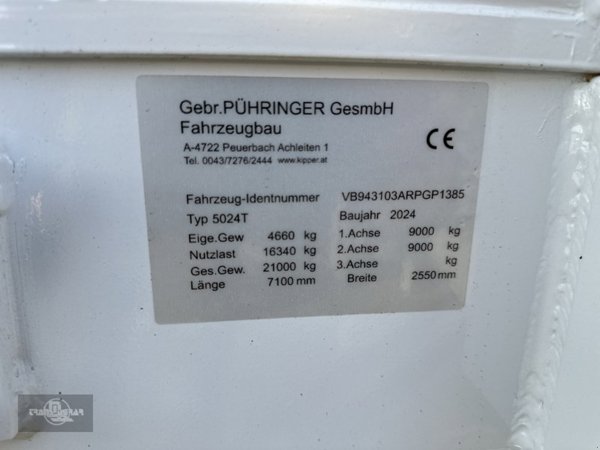 Gebr.PÜHRINGER GesmbH
Fahrzeugbau
A-4722 Peuerbach Achleiten 1
Tel. 0043/7276/2444 www.kipper.at
CE
Fahrzeug-Identnummer VB943103ARPGP1385
Typ 5024T Baujahr 2024
Eige.Gew 4660 kg 1.Achse 9000 kg
Nutzlast 16340 kg 2.Achse 9000 kg
Ges.Gew. 21000 kg 3.Achse kg
Länge 7100 mm Breite 2550 mm